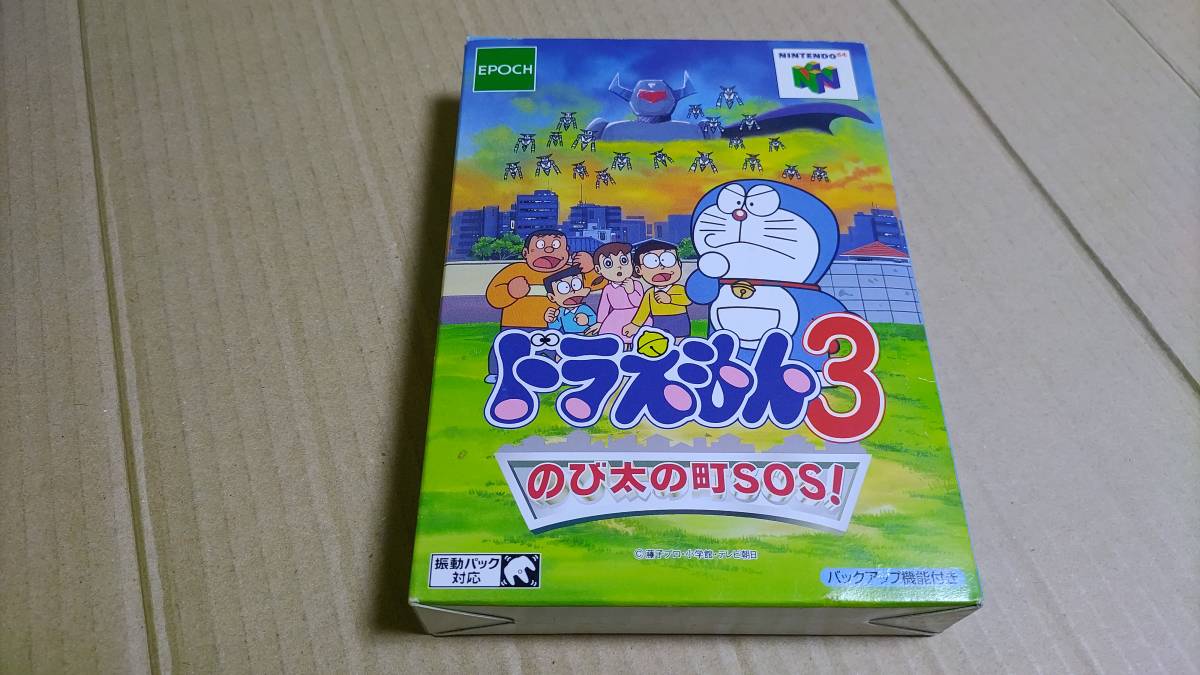 EPOCH
NINTENDO 64
ドラえもん3
のび太の町SOS!
©藤子プロ・小学館・テレビ朝日
振動パック
対応
バックアップ機能付き